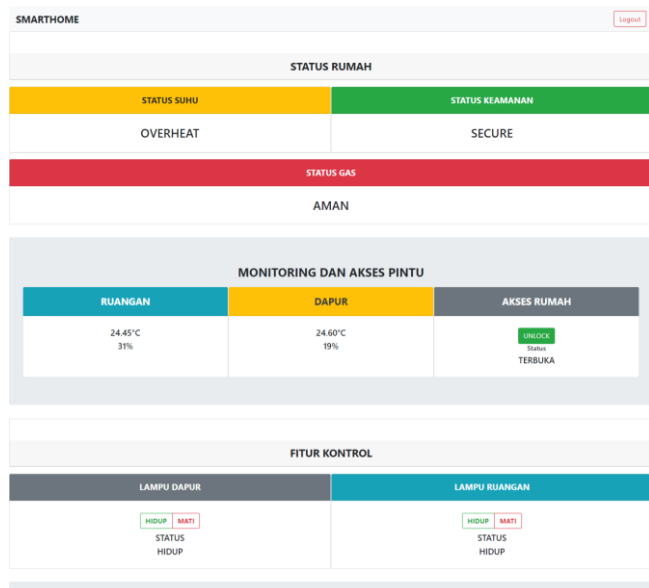 SMARTHOME
Logout
STATUS RUMAH
STATUS SUHU
STATUS KEAMANAN
OVERHEAT
SECURE
STATUS GAS
AMAN
MONITORING DAN AKSES PINTU
RUANGAN
DAPUR
AKSES RUMAH
24.45°C
31%
24.60°C
19%
UNLOCK
Status
TERBUKA
FITUR KONTROL
LAMPU DAPUR
LAMPU RUANGAN
HIDUP MATI
STATUS
HIDUP
HIDUP MATI
STATUS
HIDUP